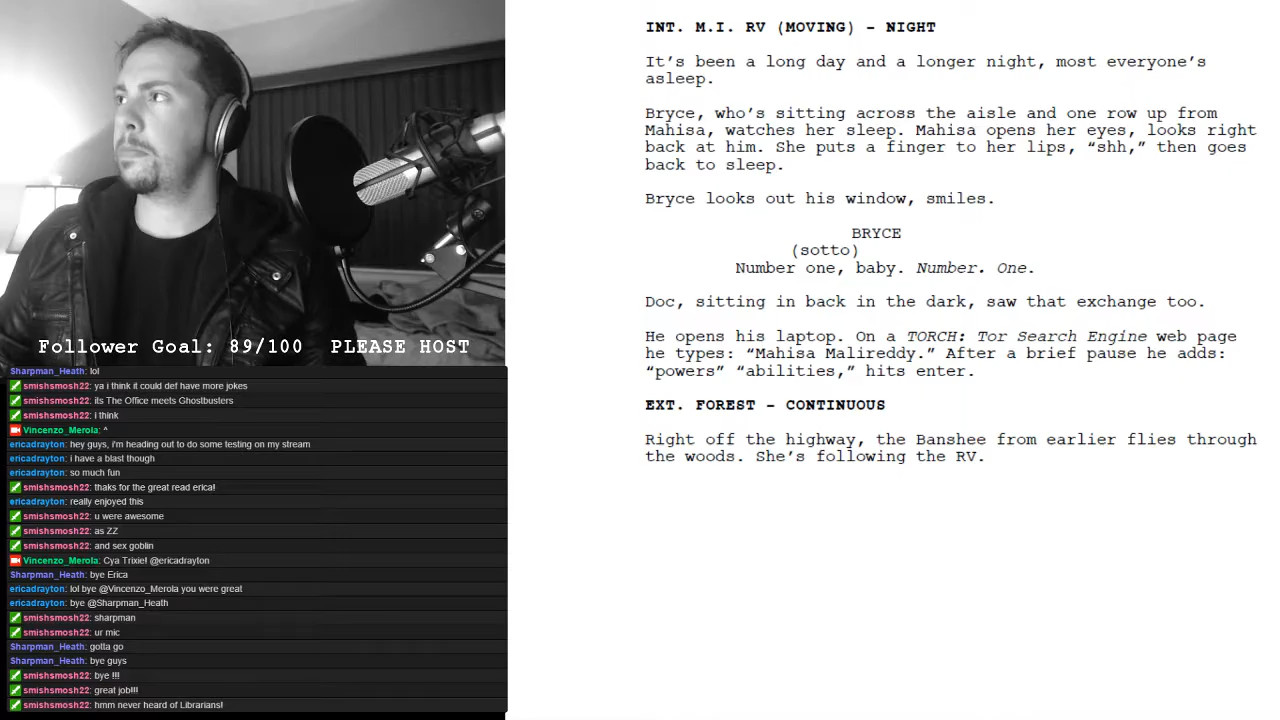 Follower Goal: 89/100 PLEASE HOST
Sharpman_Heath: lol
smishsmosh22: ya i think it could def have more jokes
smishsmosh22: its The Office meets Ghostbusters
smishsmosh22: i think
Vincenzo_Merola: ^
ericadrayton: hey guys, i'm heading out to do some testing on my stream
ericadrayton: i have a blast though
ericadrayton: so much fun
smishsmosh22: thaks for the great read erica!
ericadrayton: really enjoyed this
smishsmosh22: u were awesome
smishsmosh22: as ZZ
smishsmosh22: and sex goblin
Vincenzo_Merola: Cya Trixie! @ericadrayton
Sharpman_Heath: bye Erica
ericadrayton: lol bye @Vincenzo_Merola you were great
ericadrayton: bye @Sharpman_Heath
smishsmosh22: sharpman
smishsmosh22: ur mic
Sharpman_Heath: gotta go
Sharpman_Heath: bye guys
smishsmosh22: bye !!!
smishsmosh22: great job!!!
smishsmosh22: hmm never heard of Librarians!
INT. M.I. RV (MOVING) – NIGHT
It's been a long day and a longer night, most everyone's
asleep.
Bryce, who's sitting across the aisle and one row up from
Mahisa, watches her sleep. Mahisa opens her eyes, looks right
back at him. She puts a finger to her lips, “shh,” then goes
back to sleep.
Bryce looks out his window, smiles.
BRYCE
(sotto)
Number one, baby. Number. One.
Doc, sitting in back in the dark, saw that exchange too.
He opens his laptop. On a TORCH: Tor Search Engine web page
he types: “Mahisa Malireddy.” After a brief pause he adds:
“powers” “abilities,” hits enter.
EXT. FOREST – CONTINUOUS
Right off the highway, the Banshee from earlier flies through
the woods. She's following the RV.